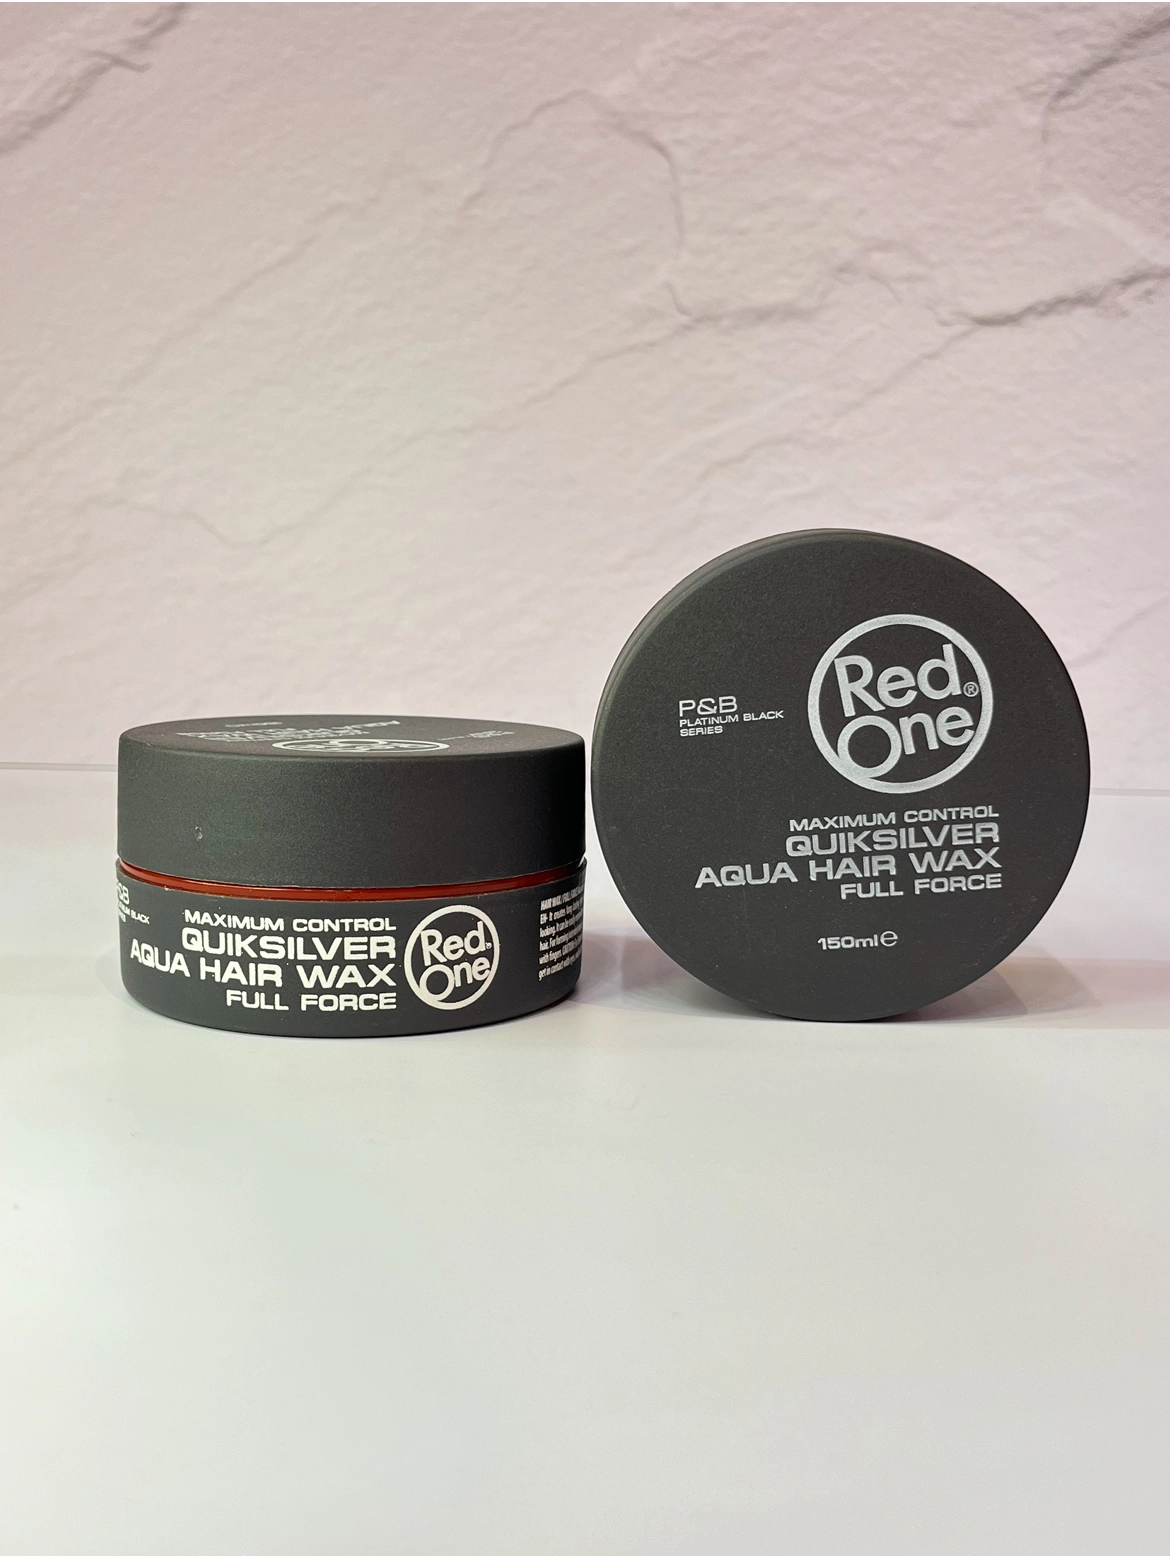 MAXIMUM CONTROL
QUIKSILVER
AQUA HAIR WAX
FULL FORCE
Red
One
P&B
PLATINUM BLACK
SERIES
Red®
One
MAXIMUM CONTROL
QUIKSILVER
AQUA HAIR WAX
FULL FORCE
150ml℮